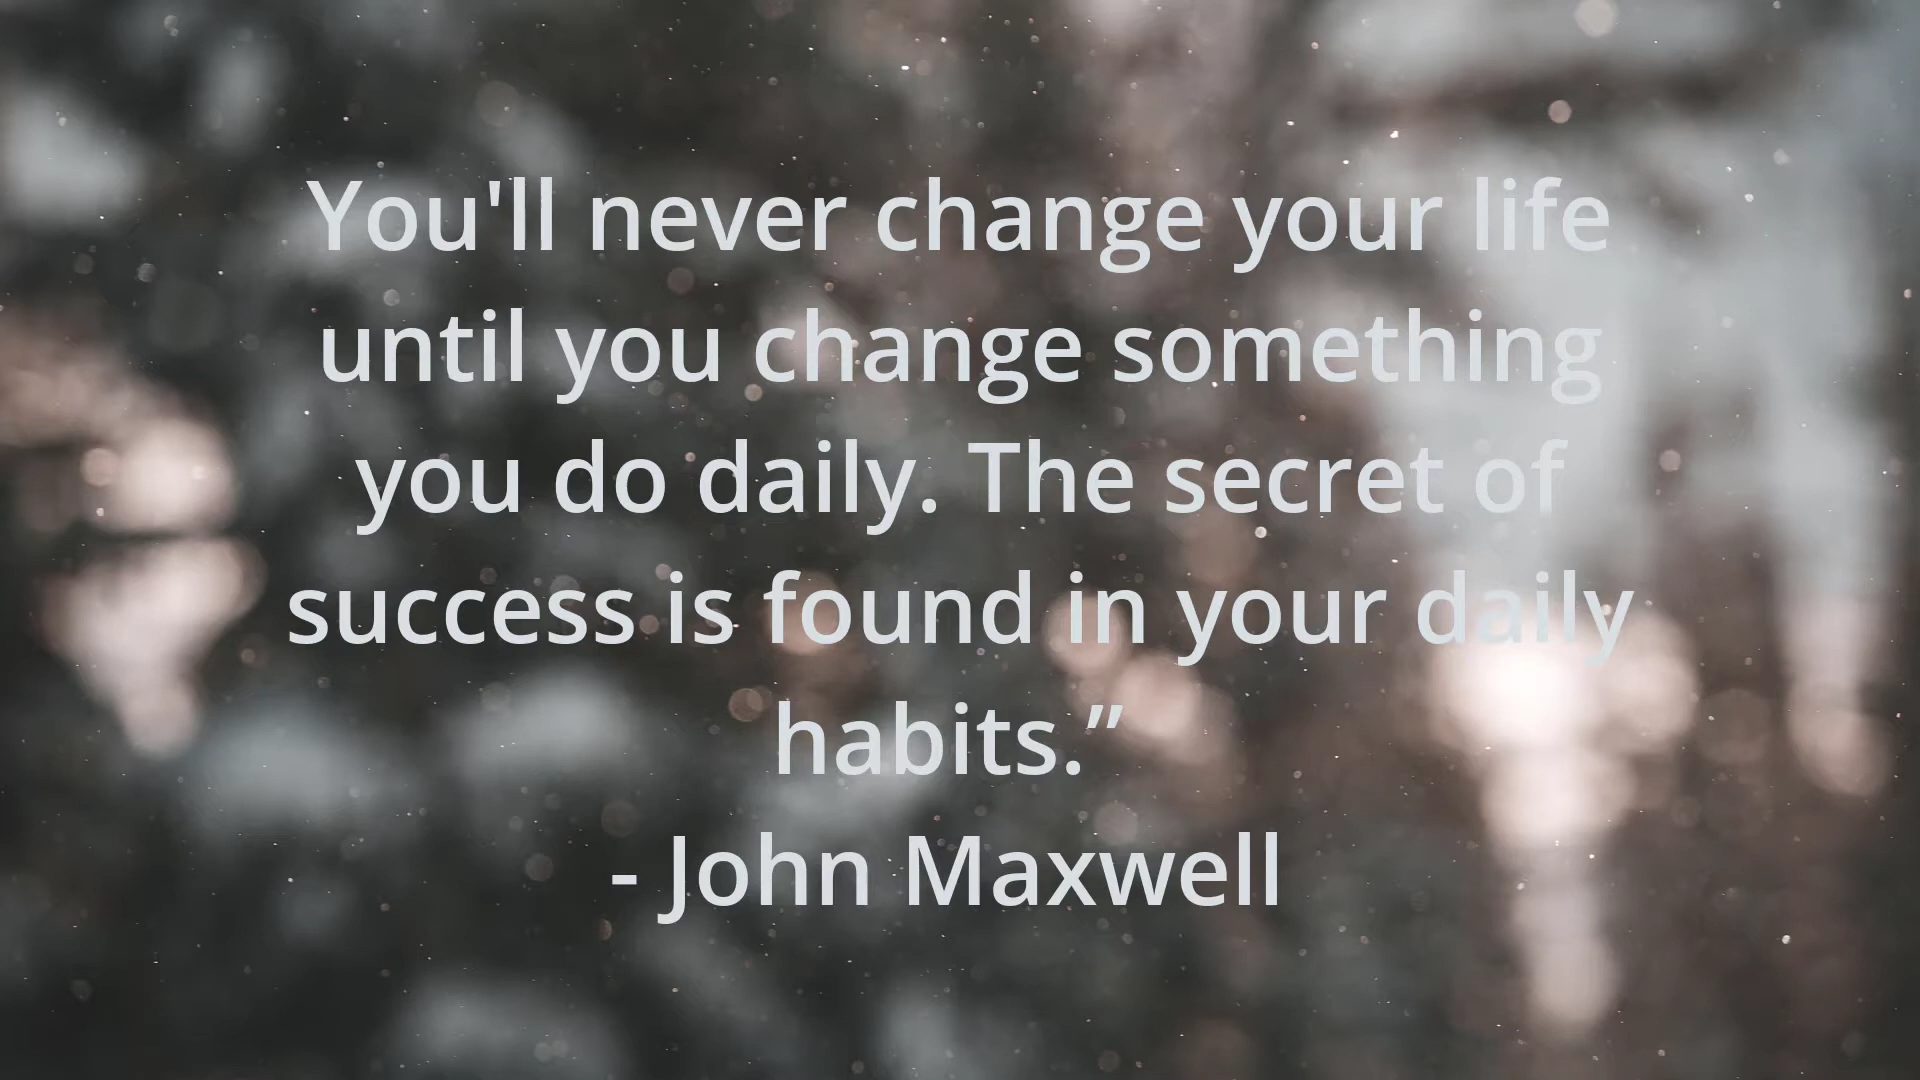 You'll never change your life
until you change something
you do daily. The secret of
success is found in your daily
habits.”
- John Maxwell